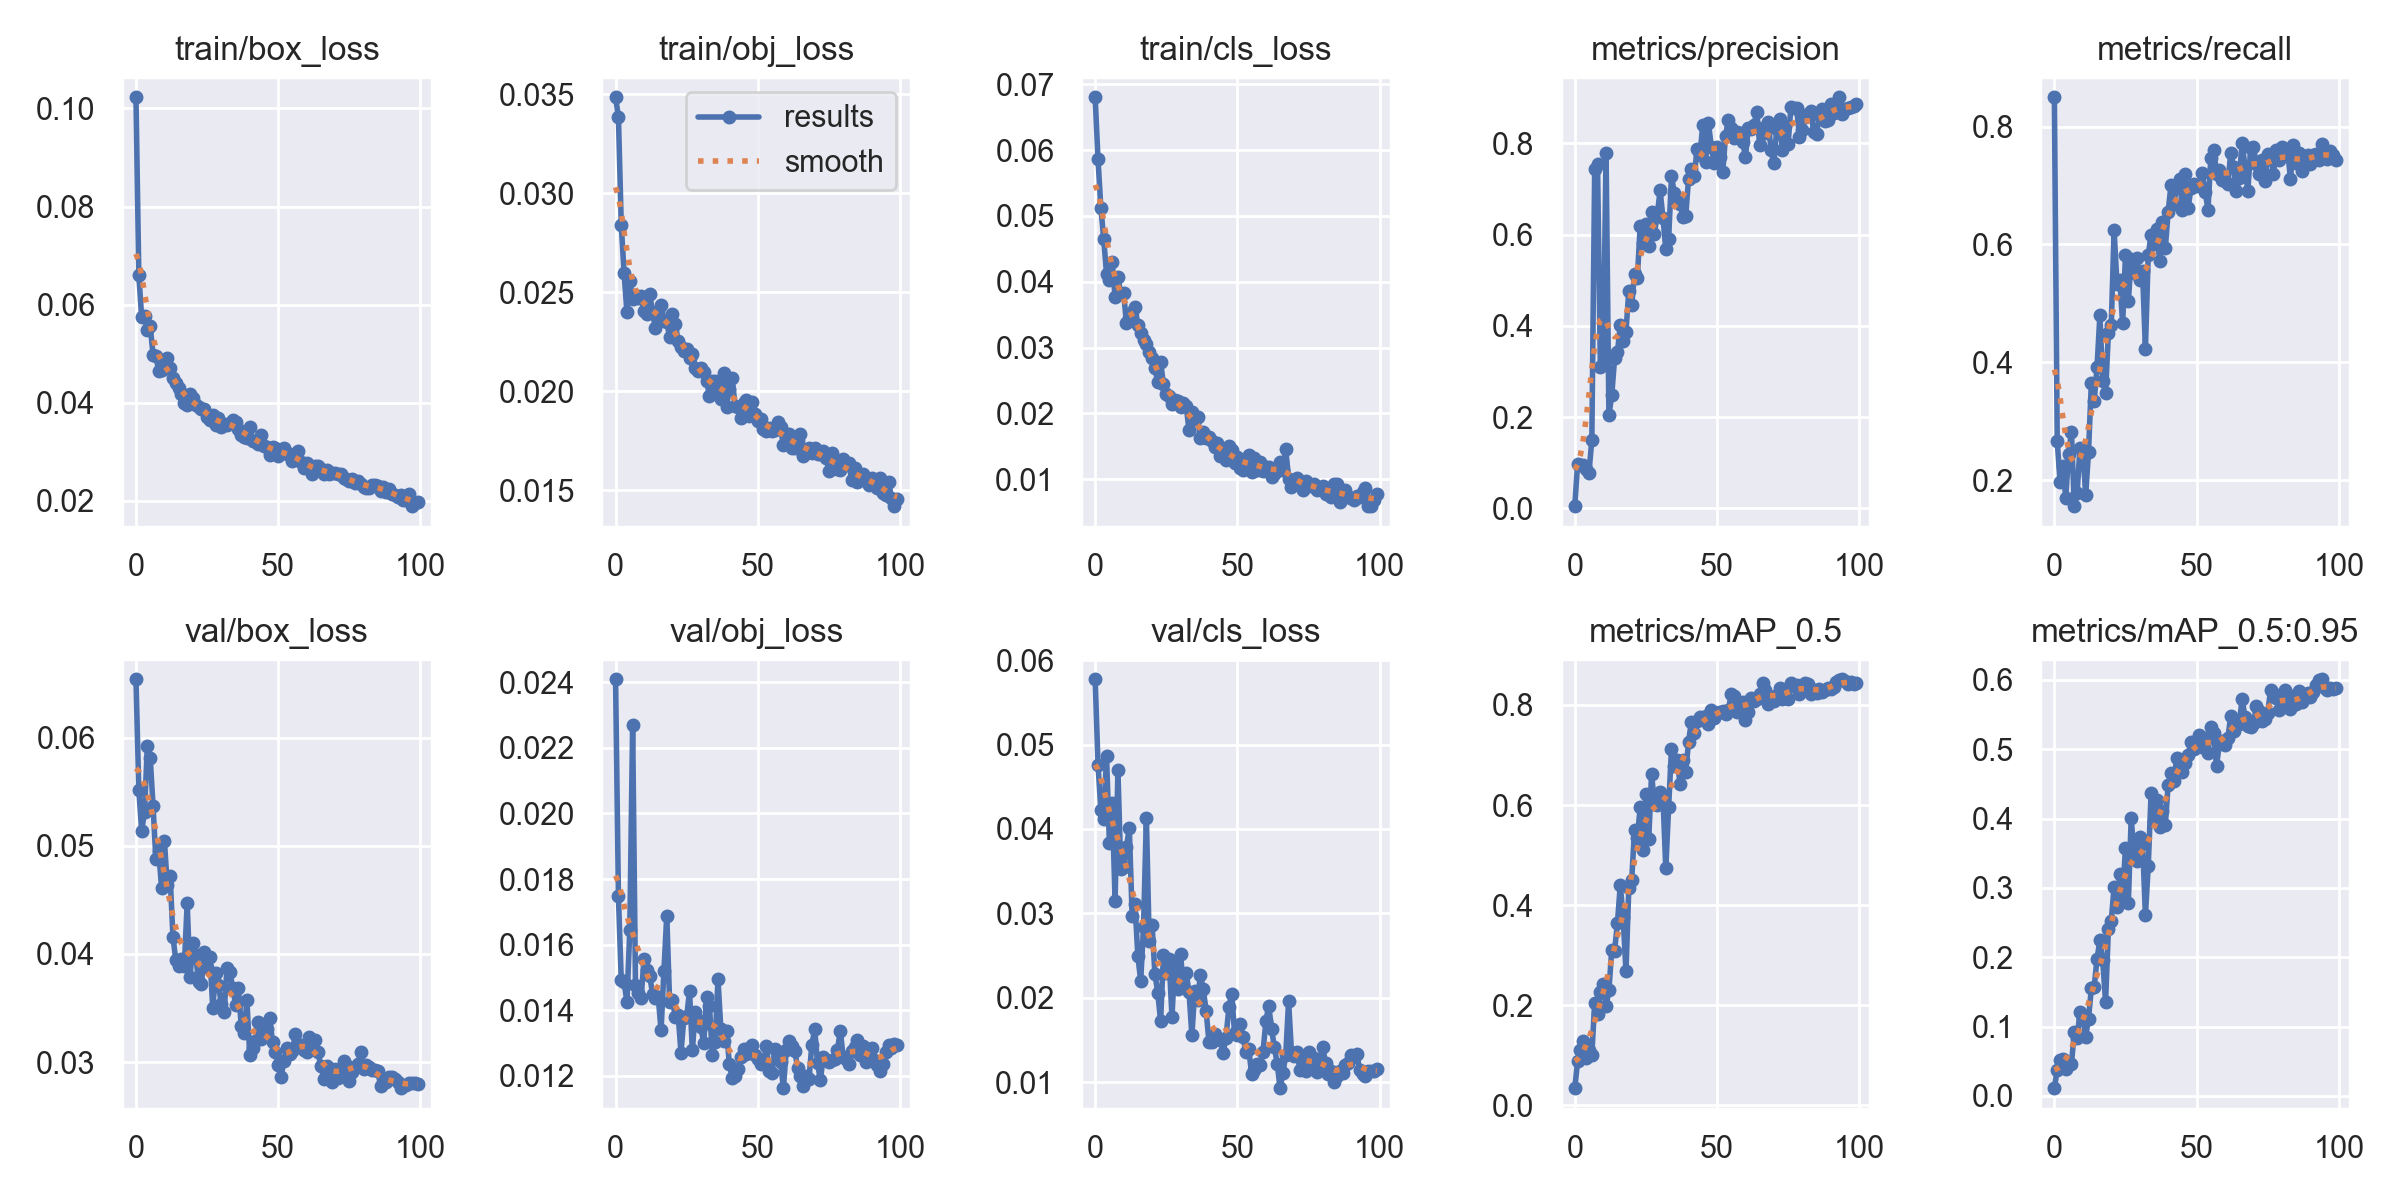 train/box_loss
0.10
0.08
0.06
0.04
0.02
0 50 100
train/obj_loss
results
smooth
0.035
0.030
0.025
0.020
0.015
0 50 100
train/cls_loss
0.07
0.06
0.05
0.04
0.03
0.02
0.01
0 50 100
metrics/precision
0.8
0.6
0.4
0.2
0.0
0 50 100
metrics/recall
0.8
0.6
0.4
0.2
0 50 100
val/box_loss
0.06
0.05
0.04
0.03
0 50 100
val/obj_loss
0.024
0.022
0.020
0.018
0.016
0.014
0.012
0 50 100
val/cls_loss
0.06
0.05
0.04
0.03
0.02
0.01
0 50 100
metrics/mAP_0.5
0.8
0.6
0.4
0.2
0.0
0 50 100
metrics/mAP_0.5:0.95
0.6
0.5
0.4
0.3
0.2
0.1
0.0
0 50 100